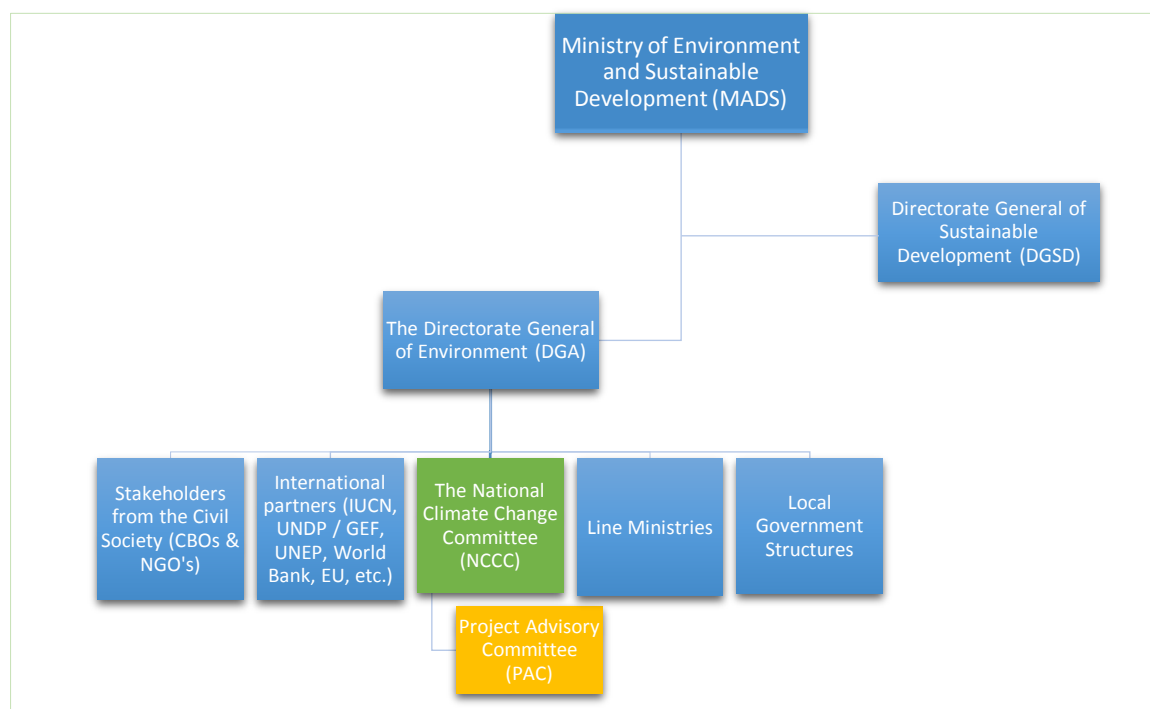 Ministry of Environment
and Sustainable
Development (MADS)
Directorate General of
Sustainable
Development (DGSD)
The Directorate General
of Environment (DGA)
Stakeholders
from the Civil
Society (CBOs &
NGO's)
International
partners (IUCN,
UNDP / GEF,
UNEP, World
Bank, EU, etc.)
The National
Climate Change
Committee
(NCCC)
Line Ministries
Local
Government
Structures
Project Advisory
Committee
(PAC)